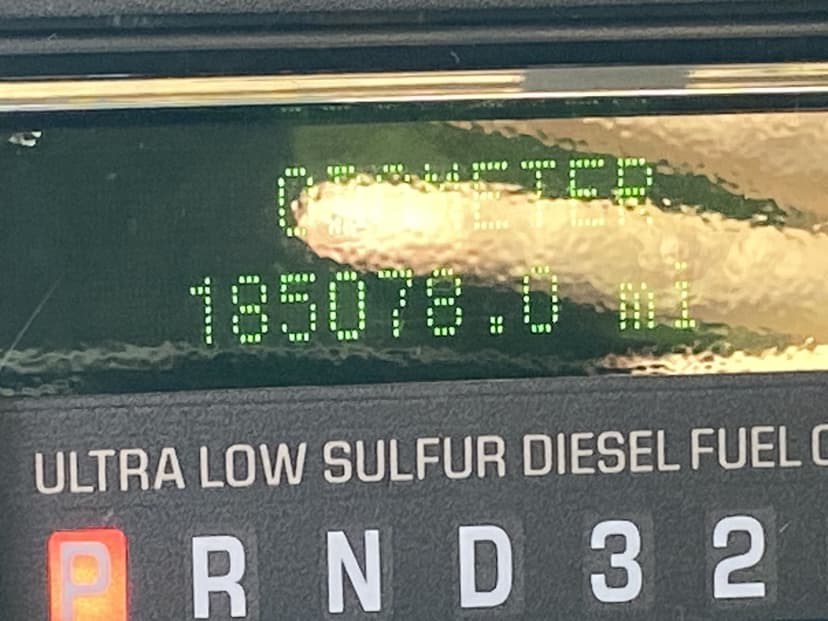 ODOMETER
185078.0 mi
ULTRA LOW SULFUR DIESEL FUEL
P R N D 3 2